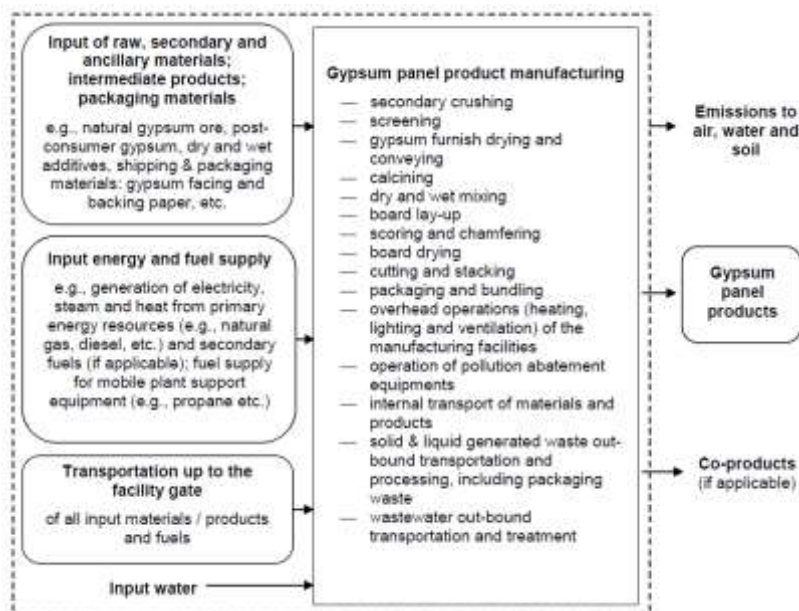 Input of raw, secondary and
ancillary materials;
intermediate products;
packaging materials
e.g., natural gypsum ore, post-
consumer gypsum, dry and wet
additives, shipping & packaging
materials: gypsum facing and
backing paper, etc.
Input energy and fuel supply
e.g., generation of electricity,
steam and heat from primary
energy resources (e.g., natural
gas, diesel, etc.) and secondary
fuels (if applicable); fuel supply
for mobile plant support
equipment (e.g., propane etc.)
Transportation up to the
facility gate
of all input materials / products
and fuels
Input water
Gypsum panel product manufacturing
— secondary crushing
— screening
— gypsum furnish drying and
conveying
— calcining
— dry and wet mixing
— board lay-up
— scoring and chamfering
— board drying
— cutting and stacking
— packaging and bundling
— overhead operations (heating,
lighting and ventilation) of the
manufacturing facilities
— operation of pollution abatement
equipments
— internal transport of materials and
products
— solid & liquid generated waste out-
bound transportation and
processing, including packaging
waste
— wastewater out-bound
transportation and treatment
Emissions to
air, water and
soil
Gypsum
panel
products
Co-products
(if applicable)